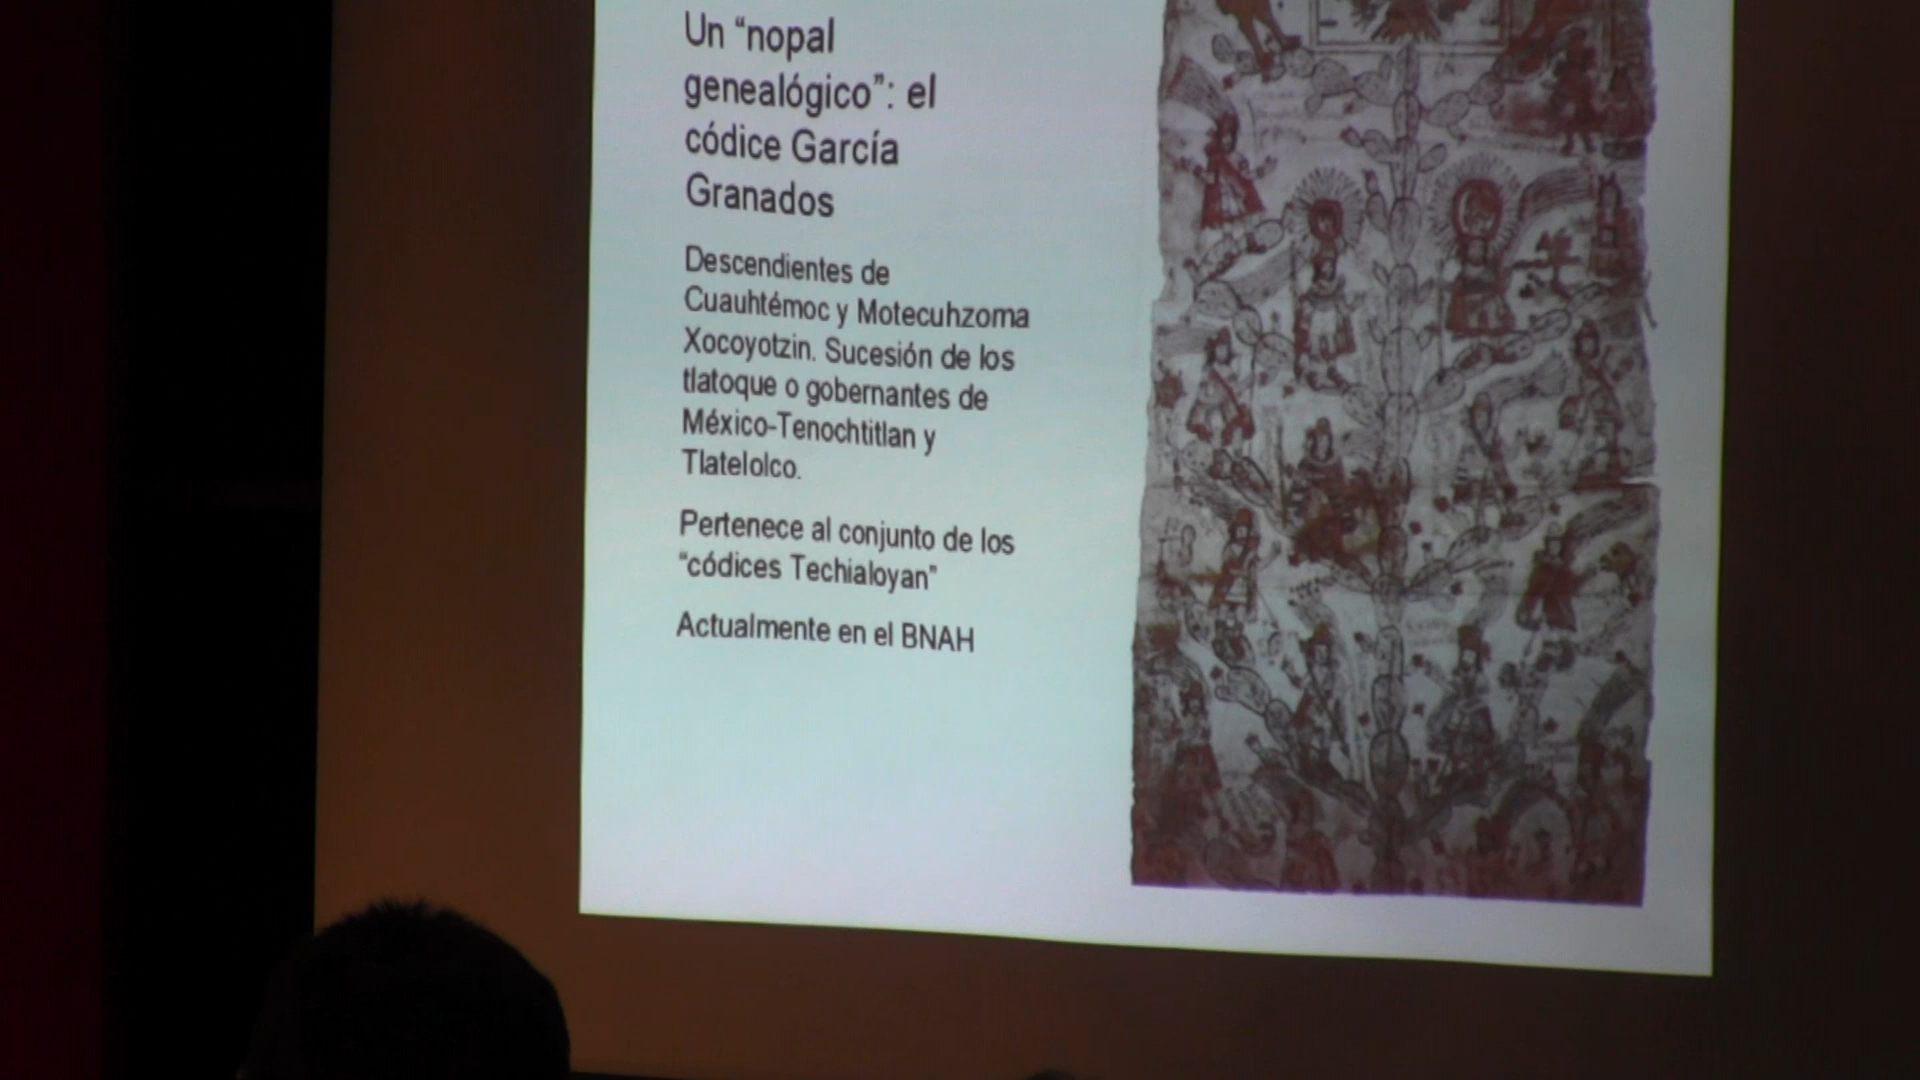 Un “nopal
genealógico”: el
códice García
Granados
Descendientes de
Cuauhtémoc y Motecuhzoma
Xocoyotzin. Sucesión de los
tlatoque o gobernantes de
México-Tenochtitlan y
Tlatelolco.
Pertenece al conjunto de los
“códices Techialoyan”
Actualmente en el BNAH